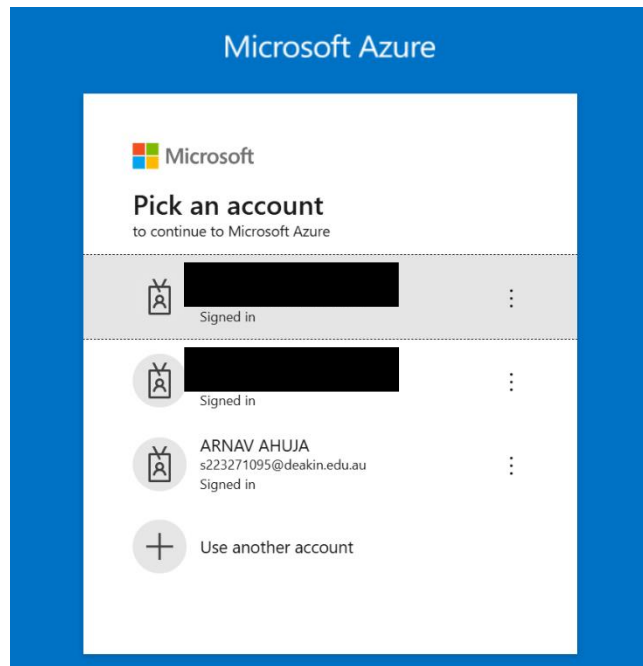 Microsoft Azure
Microsoft
Pick an account
to continue to Microsoft Azure
Signed in
Signed in
ARNAV AHUJA
s223271095@deakin.edu.au
Signed in
Use another account